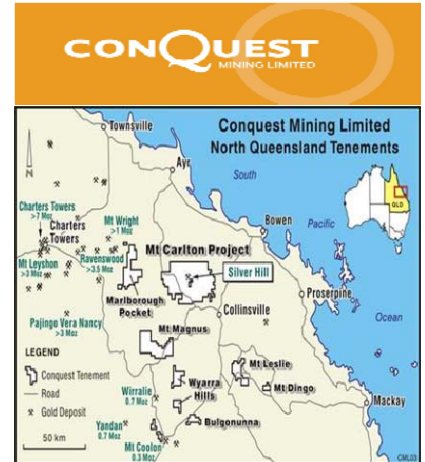 CONQUEST
MINING LIMITED
Conquest Mining Limited
North Queensland Tenements
Townsville
N
Ayr
South
QLD
Charters Towers
>7 Moz
Charters
Towers
Mt Wright
>1 Moz
Bowen
Pacific
Mt Leyshon
>3 Moz
Ravenswood
>3.5 Moz
Mt Carlton Project
Silver Hill
Marlborough
Pocket
Collinsville
Proserpine
Ocean
Pajingo Vera Nancy
>3 Moz
Mt Magnus
LEGEND
Conquest Tenement
Road
Gold Deposit
50 km
Mt Leslie
Mt Dingo
Wyarra
Hills
Wirralie
0.7 Moz
Mackay
Bulgonunna
Yandan
0.7 Moz
Mt Coolon
0.3 Moz
CML03